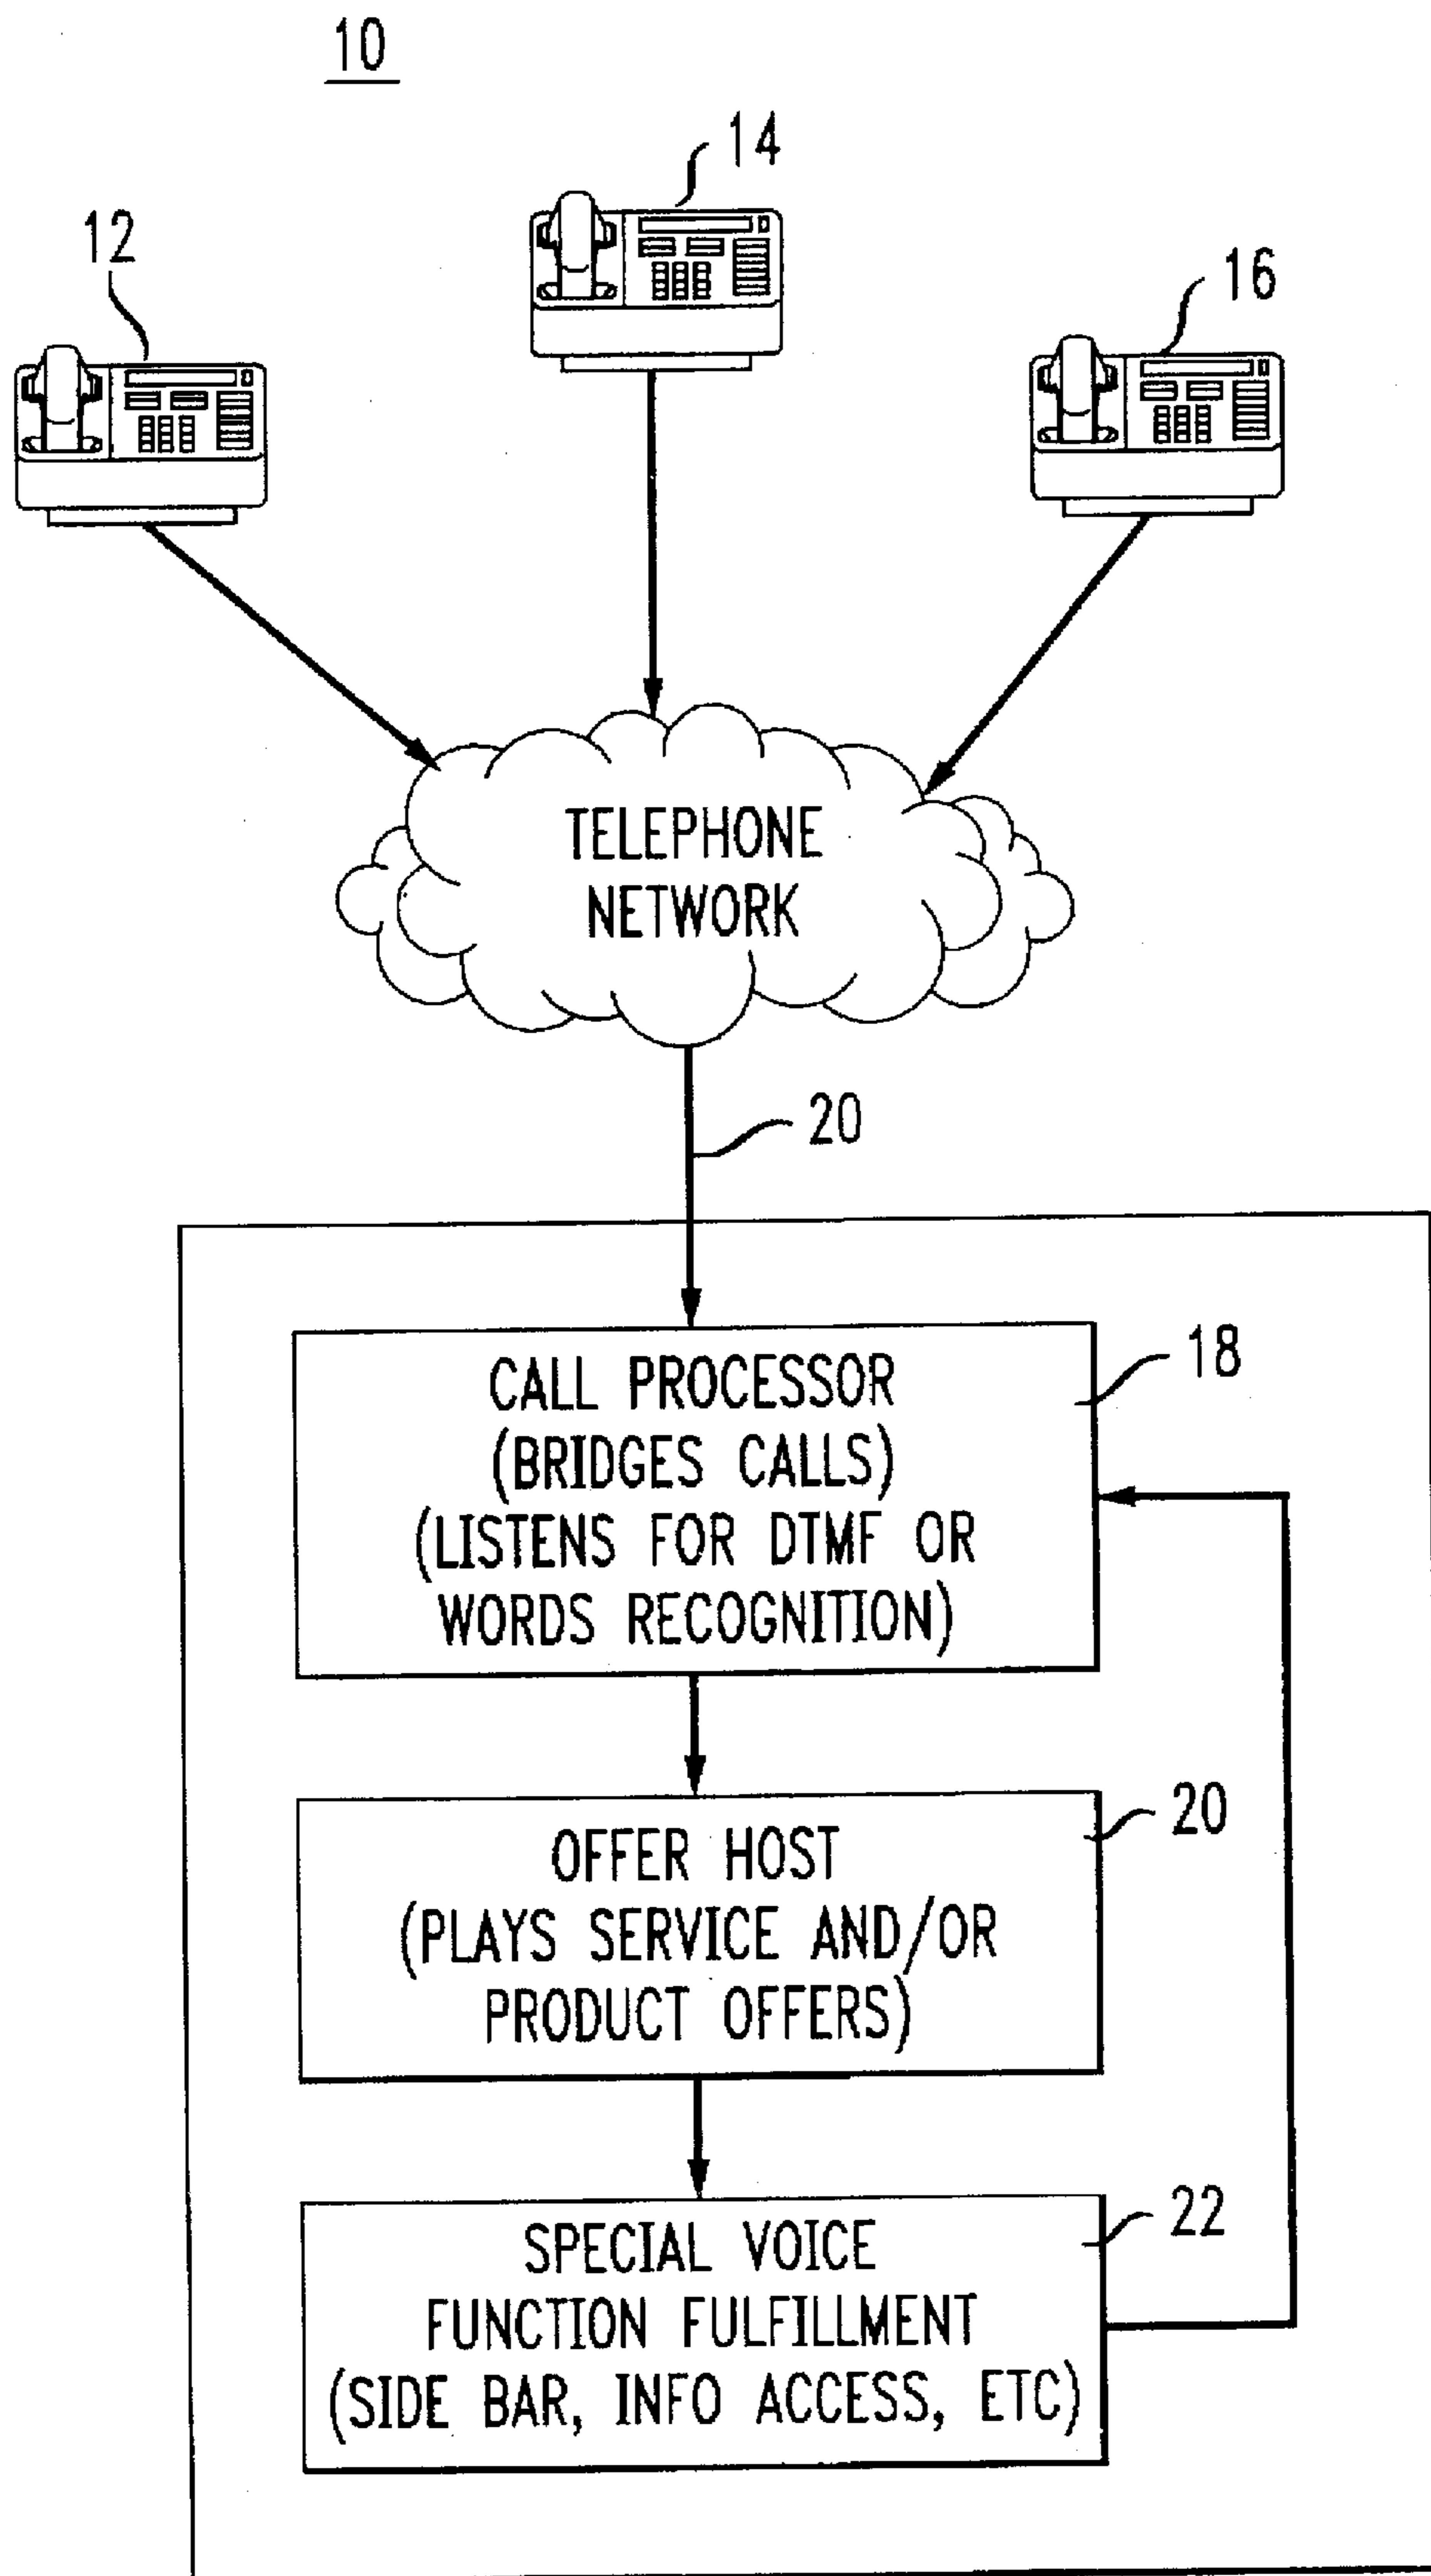 10
14
12
16
TELEPHONE
NETWORK
20
CALL PROCESSOR
(BRIDGES CALLS)
(LISTENS FOR DTMF OR
WORDS RECOGNITION)
18
OFFER HOST
(PLAYS SERVICE AND/OR
PRODUCT OFFERS)
20
SPECIAL VOICE
FUNCTION FULFILLMENT
(SIDE BAR, INFO ACCESS, ETC)
22